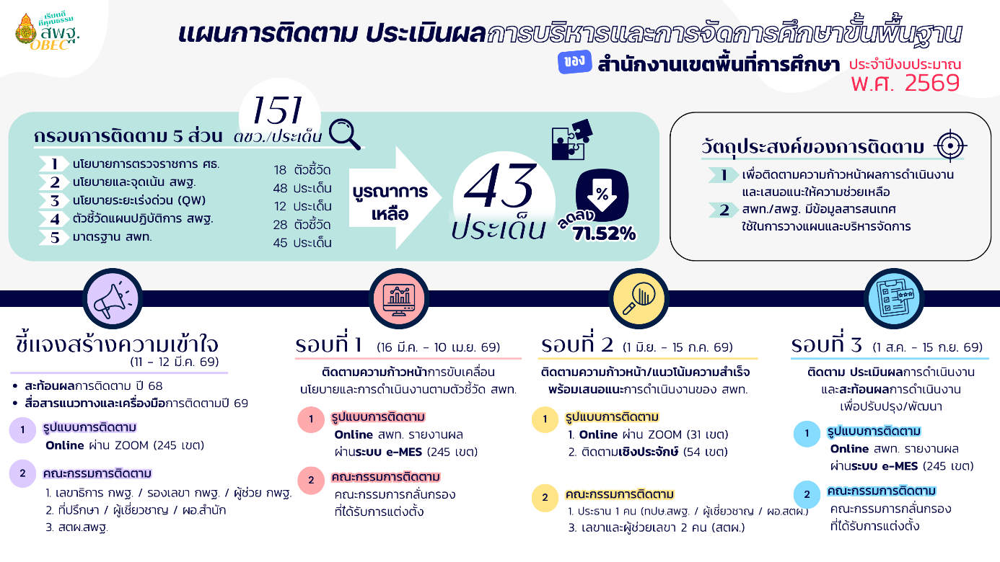 เรียนดี
มีคุณธรรม
สพฐ.
OBEC
แผนการติดตาม ประเมินผลการบริหารและการจัดการศึกษาขั้นพื้นฐาน
ของ สำนักงานเขตพื้นที่การศึกษา ประจำปีงบประมาณ
พ.ศ. 2569
151
กรอบการติดตาม 5 ส่วน ตชว./ประเด็น
1 นโยบายการตรวจราชการ ศธ. 18 ตัวชี้วัด
2 นโยบายและจุดเน้น สพฐ. 48 ประเด็น
3 นโยบายระยะเร่งด่วน (QW) 12 ประเด็น
4 ตัวชี้วัดแผนปฏิบัติการ สพฐ. 28 ตัวชี้วัด
5 มาตรฐาน สพท. 45 ประเด็น
บูรณาการ
เหลือ
43
ประเด็น
%
ลดลง
71.52%
วัตถุประสงค์ของการติดตาม
1 เพื่อติดตามความก้าวหน้าผลการดำเนินงาน
และเสนอแนะให้ความช่วยเหลือ
2 สพท./สพฐ. มีข้อมูลสารสนเทศ
ใช้ในการวางแผนและบริหารจัดการ
ชี้แจงสร้างความเข้าใจ
(11 - 12 มี.ค. 69)
• สะท้อนผลการติดตาม ปี 68
• สื่อสารแนวทางและเครื่องมือการติดตามปี 69
1 รูปแบบการติดตาม
Online ผ่าน ZOOM (245 เขต)
2 คณะกรรมการติดตาม
1. เลขาธิการ กพฐ. / รองเลขา กพฐ. / ผู้ช่วย กพฐ.
2. ที่ปรึกษา / ผู้เชี่ยวชาญ / ผอ.สำนัก
3. สตผ.สพฐ.
รอบที่ 1 (16 มี.ค. - 10 เม.ย. 69)
ติดตามความก้าวหน้าการขับเคลื่อน
นโยบายและการดำเนินงานตามตัวชี้วัด สพท.
1 รูปแบบการติดตาม
Online สพท. รายงานผล
ผ่านระบบ e-MES (245 เขต)
2 คณะกรรมการติดตาม
คณะกรรมการกลั่นกรอง
ที่ได้รับการแต่งตั้ง
รอบที่ 2 (1 มิ.ย. - 15 ก.ค. 69)
ติดตามความก้าวหน้า/แนวโน้มความสำเร็จ
พร้อมเสนอแนะการดำเนินงานของ สพท.
1 รูปแบบการติดตาม
1. Online ผ่าน ZOOM (31 เขต)
2. ติดตามเชิงประจักษ์ (54 เขต)
2 คณะกรรมการติดตาม
1. ประธาน 1 คน (ทปษ.สพฐ. / ผู้เชี่ยวชาญ / ผอ.สตผ.)
3. เลขาและผู้ช่วยเลขา 2 คน (สตผ.)
รอบที่ 3 (1 ส.ค. - 15 ก.ย. 69)
ติดตาม ประเมินผลการดำเนินงาน
และสะท้อนผลการดำเนินงาน
เพื่อปรับปรุง/พัฒนา
1 รูปแบบการติดตาม
Online สพท. รายงานผล
ผ่านระบบ e-MES (245 เขต)
2 คณะกรรมการติดตาม
คณะกรรมการกลั่นกรอง
ที่ได้รับการแต่งตั้ง